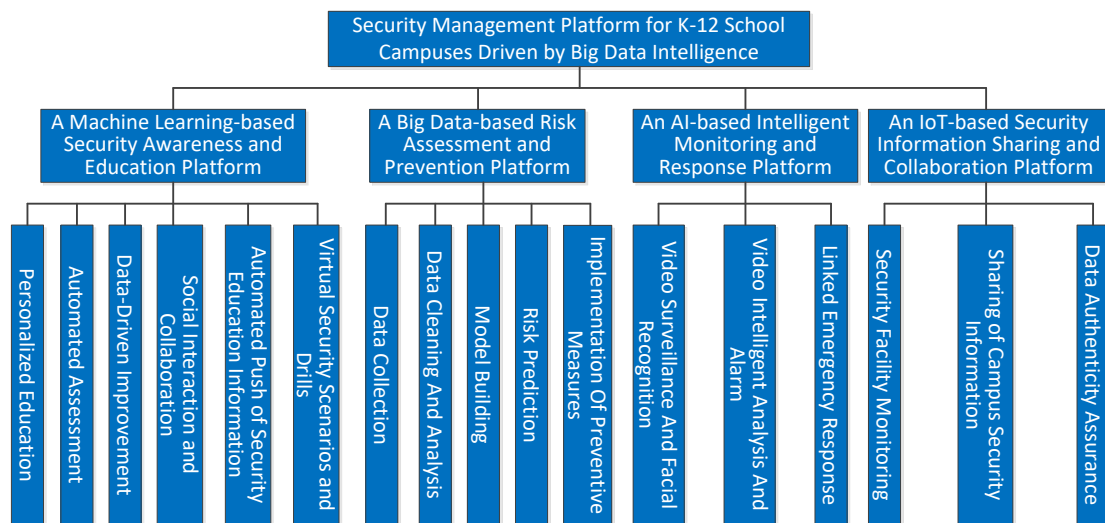 Security Management Platform for K-12 School
Campuses Driven by Big Data Intelligence
A Machine Learning-based
Security Awareness and
Education Platform
A Big Data-based Risk
Assessment and
Prevention Platform
An AI-based Intelligent
Monitoring and
Response Platform
An IoT-based Security
Information Sharing and
Collaboration Platform
Personalized Education
Automated Assessment
Data-Driven Improvement
Social Interaction and
Collaboration
Automated Push of Security
Education Information
Virtual Security Scenarios and
Drills
Data Collection
Data Cleaning And Analysis
Model Building
Risk Prediction
Implementation Of Preventive
Measures
Video Surveillance And Facial
Recognition
Video Intelligent Analysis And
Alarm
Linked Emergency Response
Security Facility Monitoring
Sharing of Campus Security
Information
Data Authenticity Assurance